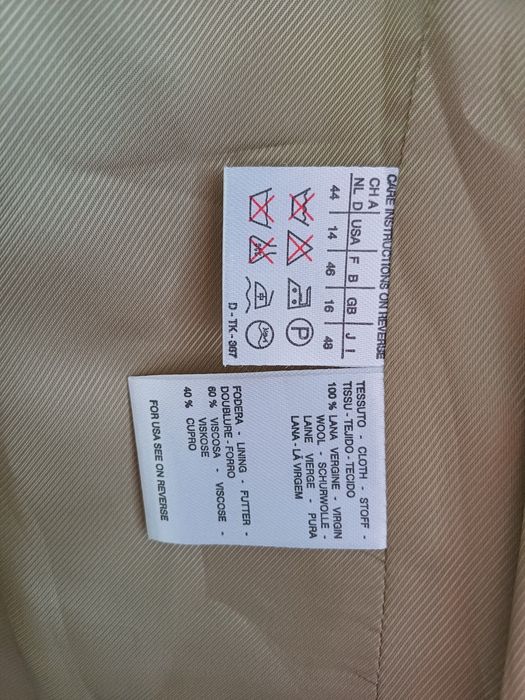 CARE INSTRUCTIONS ON REVERSE
CH A
NL D USA F B GB J I
44 14 46 16 48
P
D - TK - 367
TESSUTO - CLOTH - STOFF -
TISSU - TEJIDO - TECIDO
100 % LANA VERGINE - VIRGIN
WOOL - SCHURWOLLE -
LAINE VIERGE - PURA
LANA - LÃ VIRGEM
FODERA - LINING - FUTTER -
DOUBLURE - FORRO
60 % VISCOSA - VISCOSE -
VISKOSE
40 % CUPRO
FOR USA SEE ON REVERSE